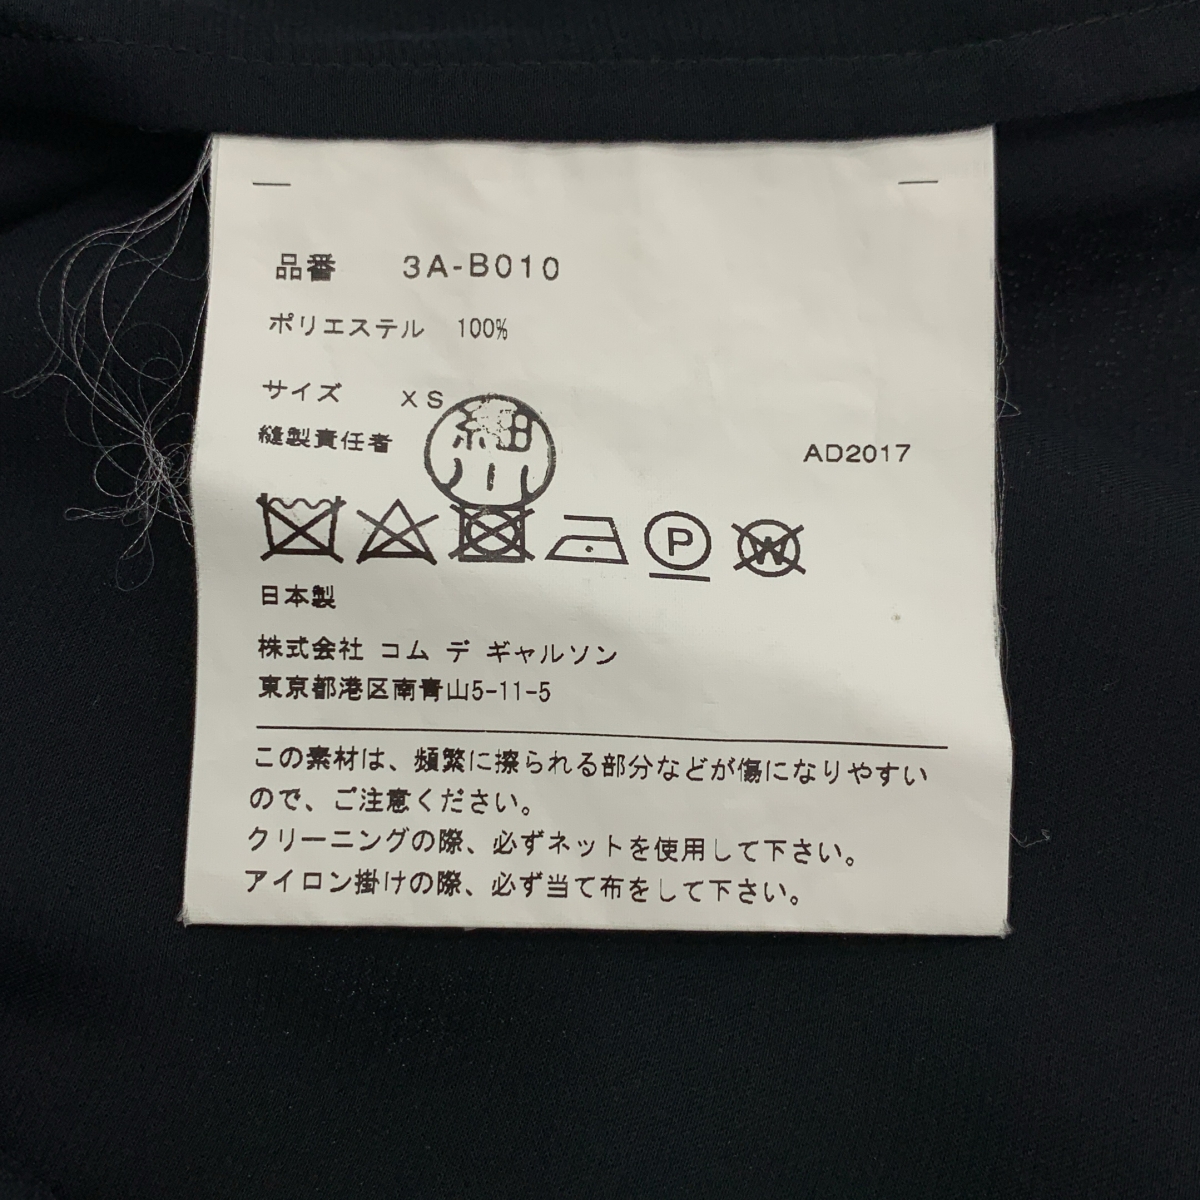 品番 3A-B010
ポリエステル 100%
サイズ XS
縫製責任者 細川
AD2017
P W
日本製
株式会社 コム デ ギャルソン
東京都港区南青山5-11-5
この素材は、頻繁に擦られる部分などが傷になりやすい
ので、ご注意ください。
クリーニングの際、必ずネットを使用して下さい。
アイロン掛けの際、必ず当て布をして下さい。